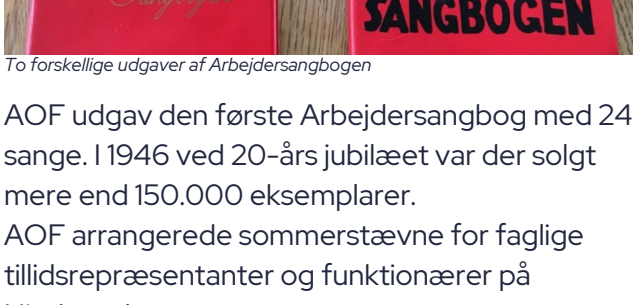 SANGBOGEN
To forskellige udgaver af Arbejdersangbogen
AOF udgav den første Arbejdersangbog med 24
sange. I 1946 ved 20-års jubilæet var der solgt
mere end 150.000 eksemplarer.
AOF arrangerede sommerstævne for faglige
tillidsrepræsentanter og funktionærer på